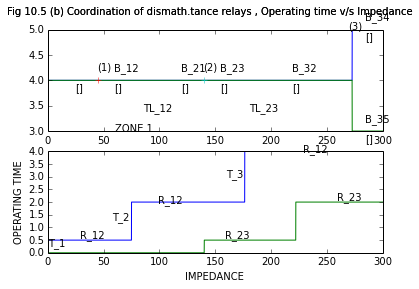 Fig 10.5 (b) Coordination of dismath.tance relays , Operating time v/s Impedance
B_34
(3)
5.0
[]
(1) B_12 B_21 (2) B_23 B_32
4.5
4.0
[] [] [] []
3.5
TL_12 TL_23
B_35
3.0
ZONE 1
[]
0 50 100 150 200 250 300
4.0
R_12
3.5
3.0
T_3
2.5
2.0
R_12 R_23
1.5
T_2
1.0
R_12 R_23
0.5
T_1
0.0
0 50 100 150 200 250 300
OPERATING TIME
IMPEDANCE